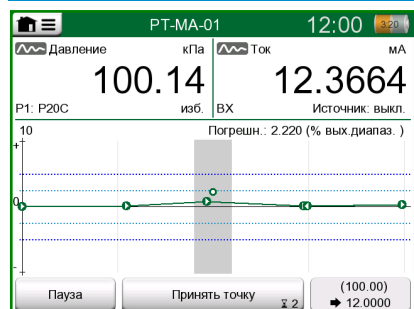 PT-MA-01 12:00 320
Давление кПа
100.14
P1: P20C изб.
Ток мА
12.3664
ВХ Источник: выкл.
10 Погрешн.: 2.220 (% вых.диапаз. )
+
0
-
Пауза
Принять точку 2
(100.00)
➡ 12.0000